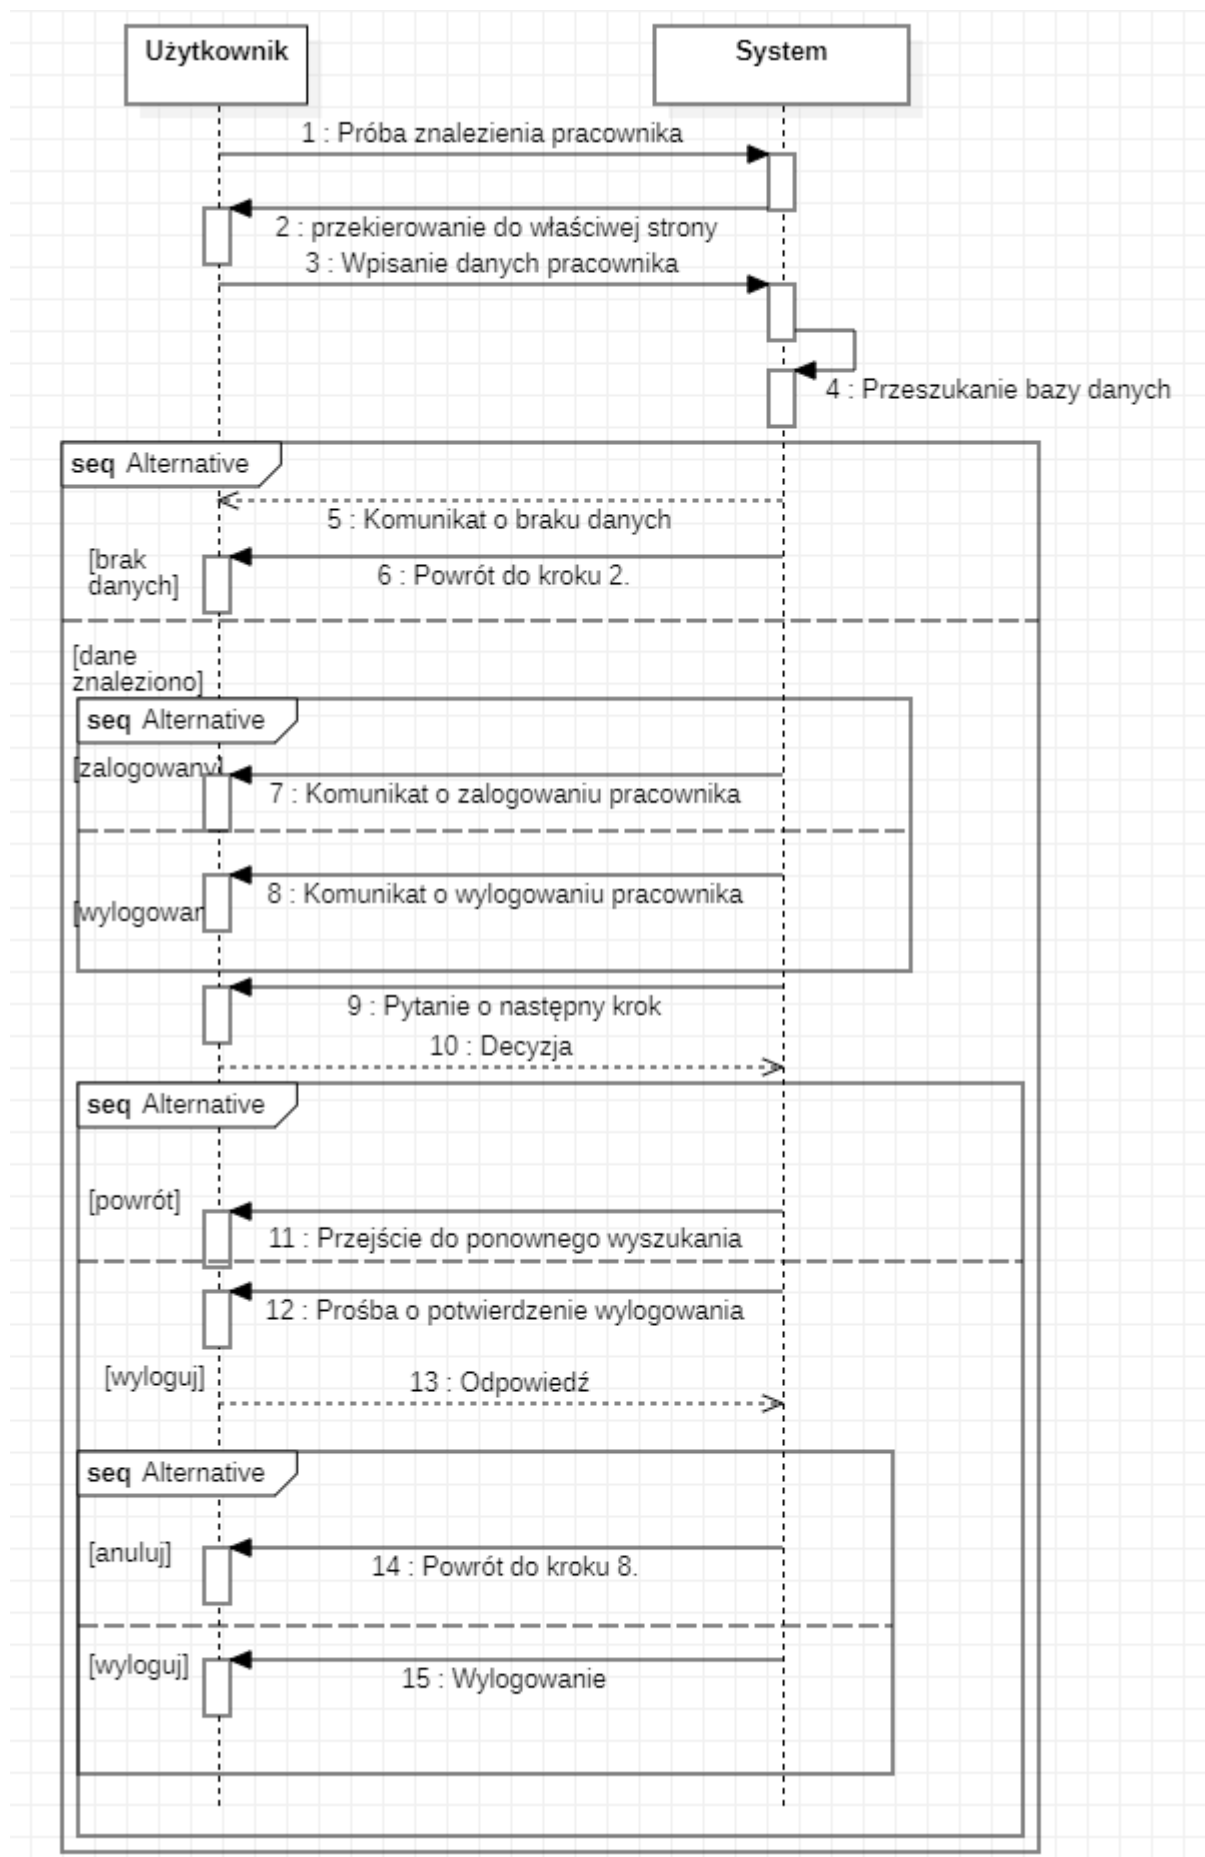 Użytkownik
System
1 : Próba znalezienia pracownika
2 : przekierowanie do właściwej strony
3 : Wpisanie danych pracownika
4 : Przeszukanie bazy danych
seq Alternative
5 : Komunikat o braku danych
[brak
danych]
6 : Powrót do kroku 2.
[dane
znaleziono]
seq Alternative
[zalogowany]
7 : Komunikat o zalogowaniu pracownika
8 : Komunikat o wylogowaniu pracownika
[wylogowan
9 : Pytanie o następny krok
10 : Decyzja
seq Alternative
[powrót]
11 : Przejście do ponownego wyszukania
12 : Prośba o potwierdzenie wylogowania
[wyloguj]
13 : Odpowiedź
seq Alternative
[anuluj]
14 : Powrót do kroku 8.
[wyloguj]
15 : Wylogowanie